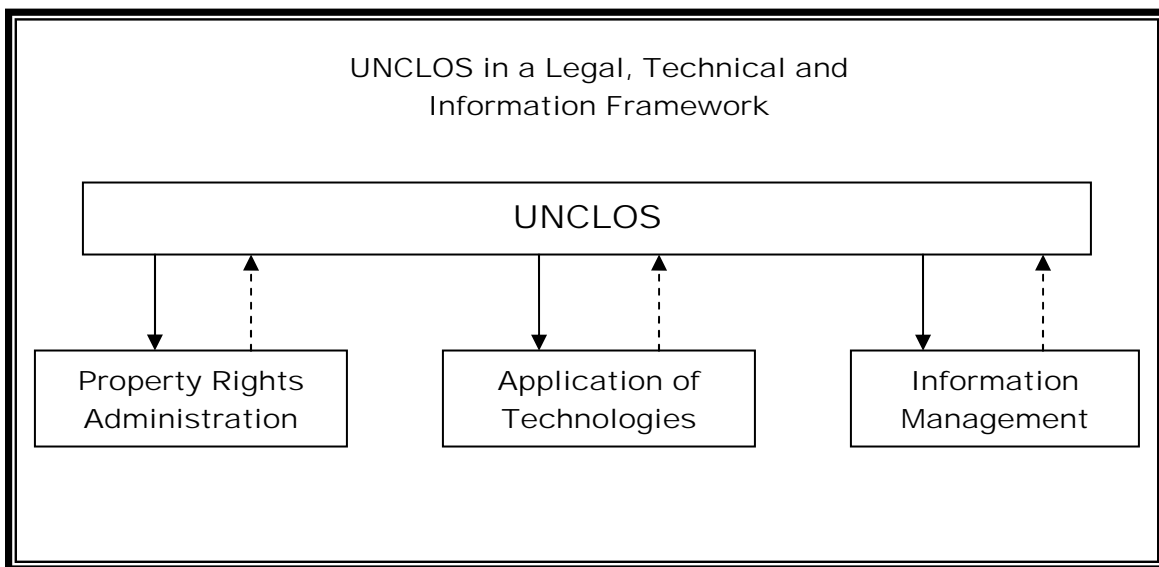 UNCLOS in a Legal, Technical and
Information Framework
UNCLOS
Property Rights
Administration
Application of
Technologies
Information
Management